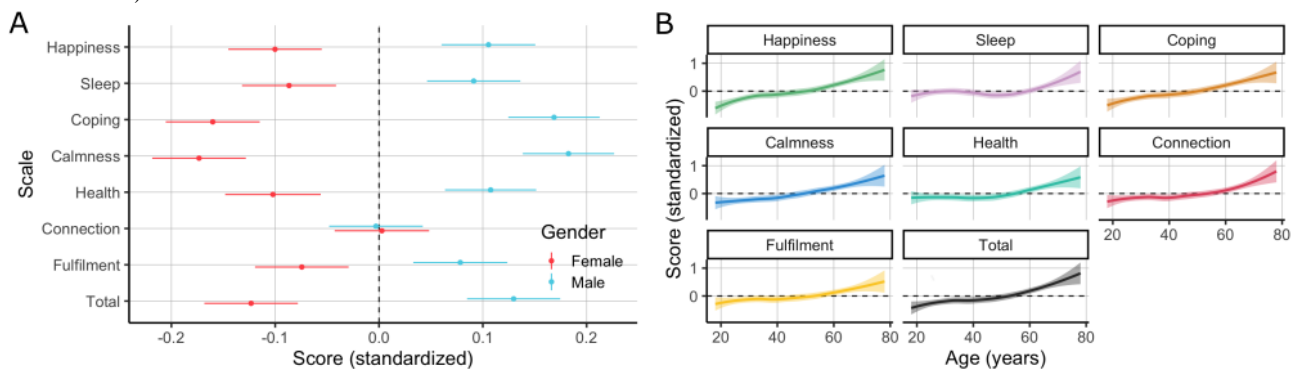 A
Happiness
Sleep
Coping
Calmness
Health
Connection
Fulfilment
Total
Scale
-0.2 -0.1 0.0 0.1 0.2
Score (standardized)
Gender
Female
Male
B
Happiness Sleep Coping
1
0
Calmness Health Connection
1
0
20 40 60 80
Fulfilment Total
1
0
20 40 60 80 20 40 60 80
Score (standardized)
Age (years)